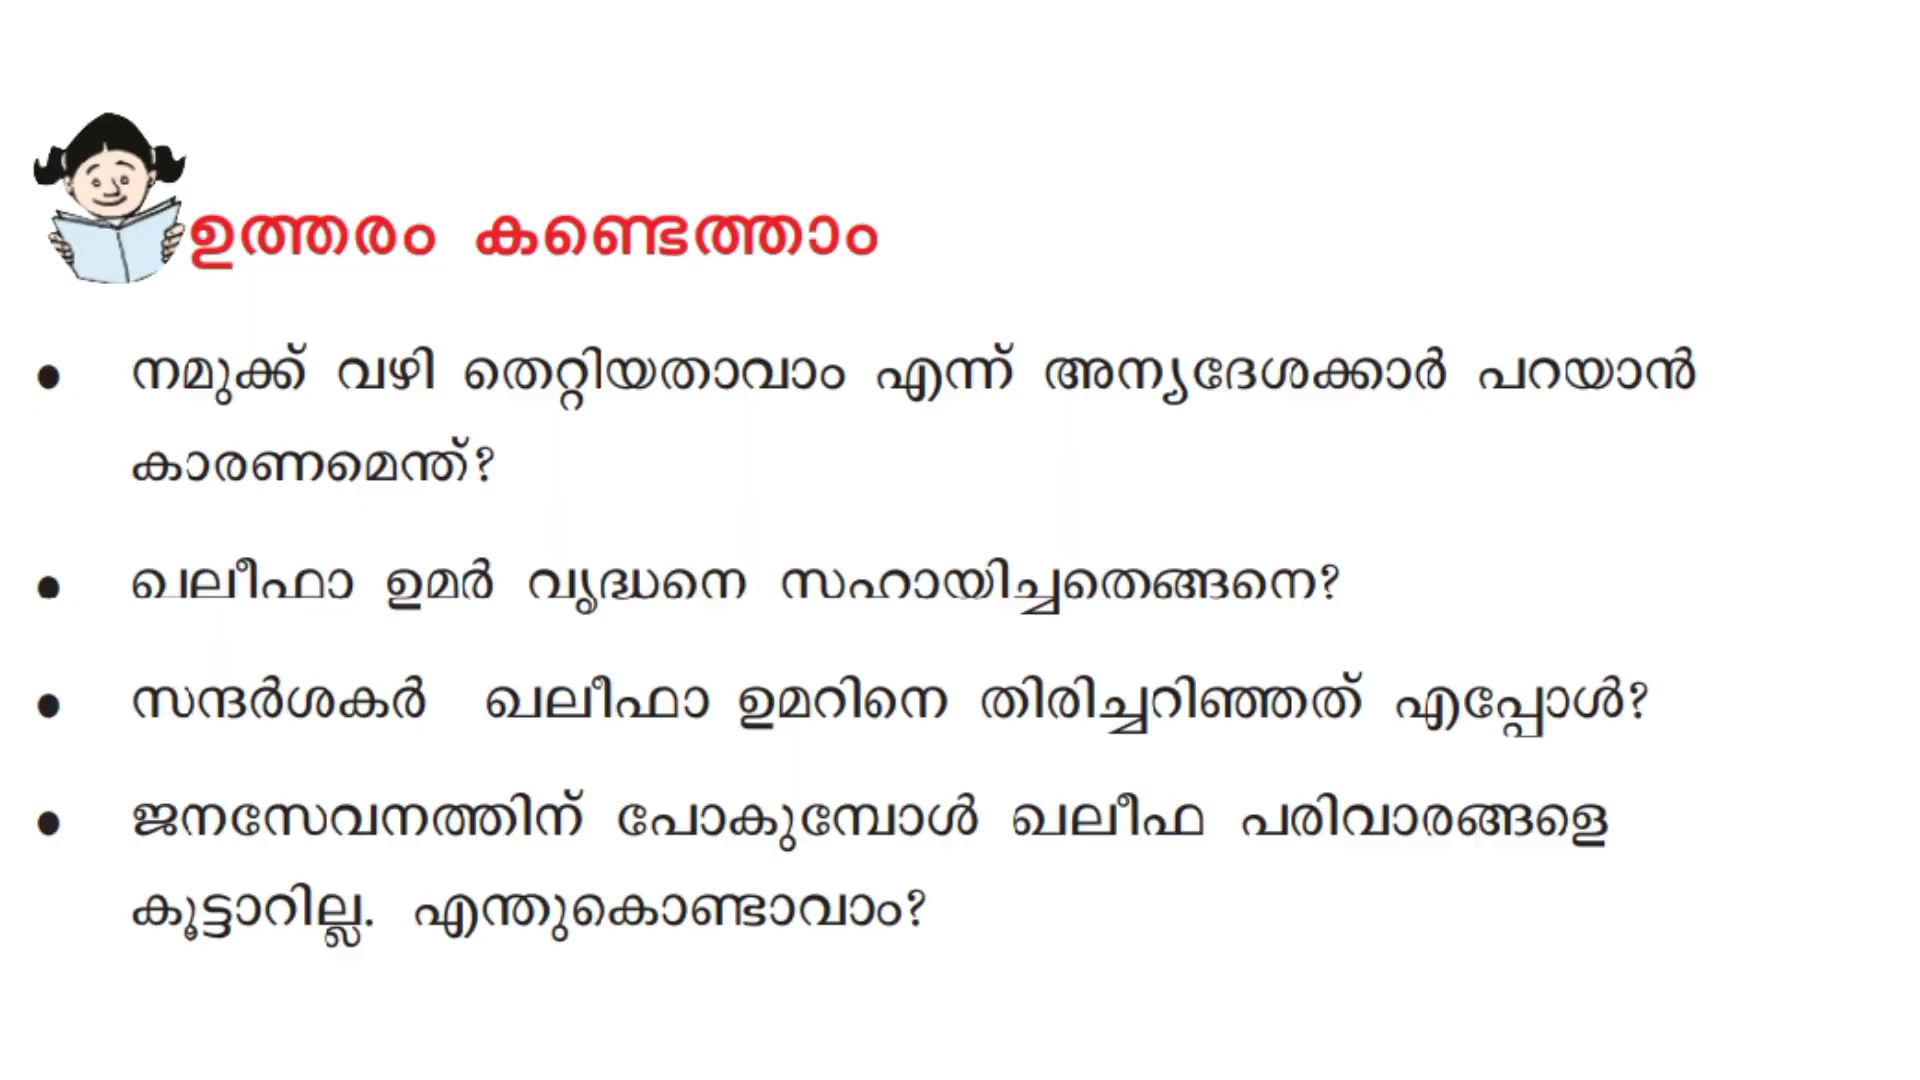 ഉത്തരം കണ്ടെത്താം
• നമുക്ക് വഴി തെറ്റിയതാവാം എന്ന് അന്യദേശക്കാർ പറയാൻ
കാരണമെന്ത്?
• ഖലീഫാ ഉമർ വൃദ്ധനെ സഹായിച്ചതെങ്ങനെ?
• സന്ദർശകർ ഖലീഫാ ഉമറിനെ തിരിച്ചറിഞ്ഞത് എപ്പോൾ?
• ജനസേവനത്തിന് പോകുമ്പോൾ ഖലീഫ പരിവാരങ്ങളെ
കൂട്ടാറില്ല. എന്തുകൊണ്ടാവാം?